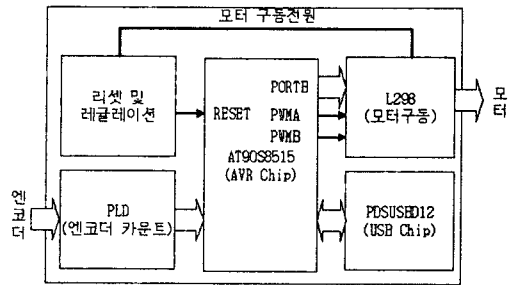 모터 구동전원
리셋 및
레귤레이션
RESET
PORTB
PWMA
PWMB
AT90S8515
(AVR Chip)
L298
(모터구동)
모터
엔코더
PLD
(엔코더 카운트)
PDSUSBD12
(USB Chip)